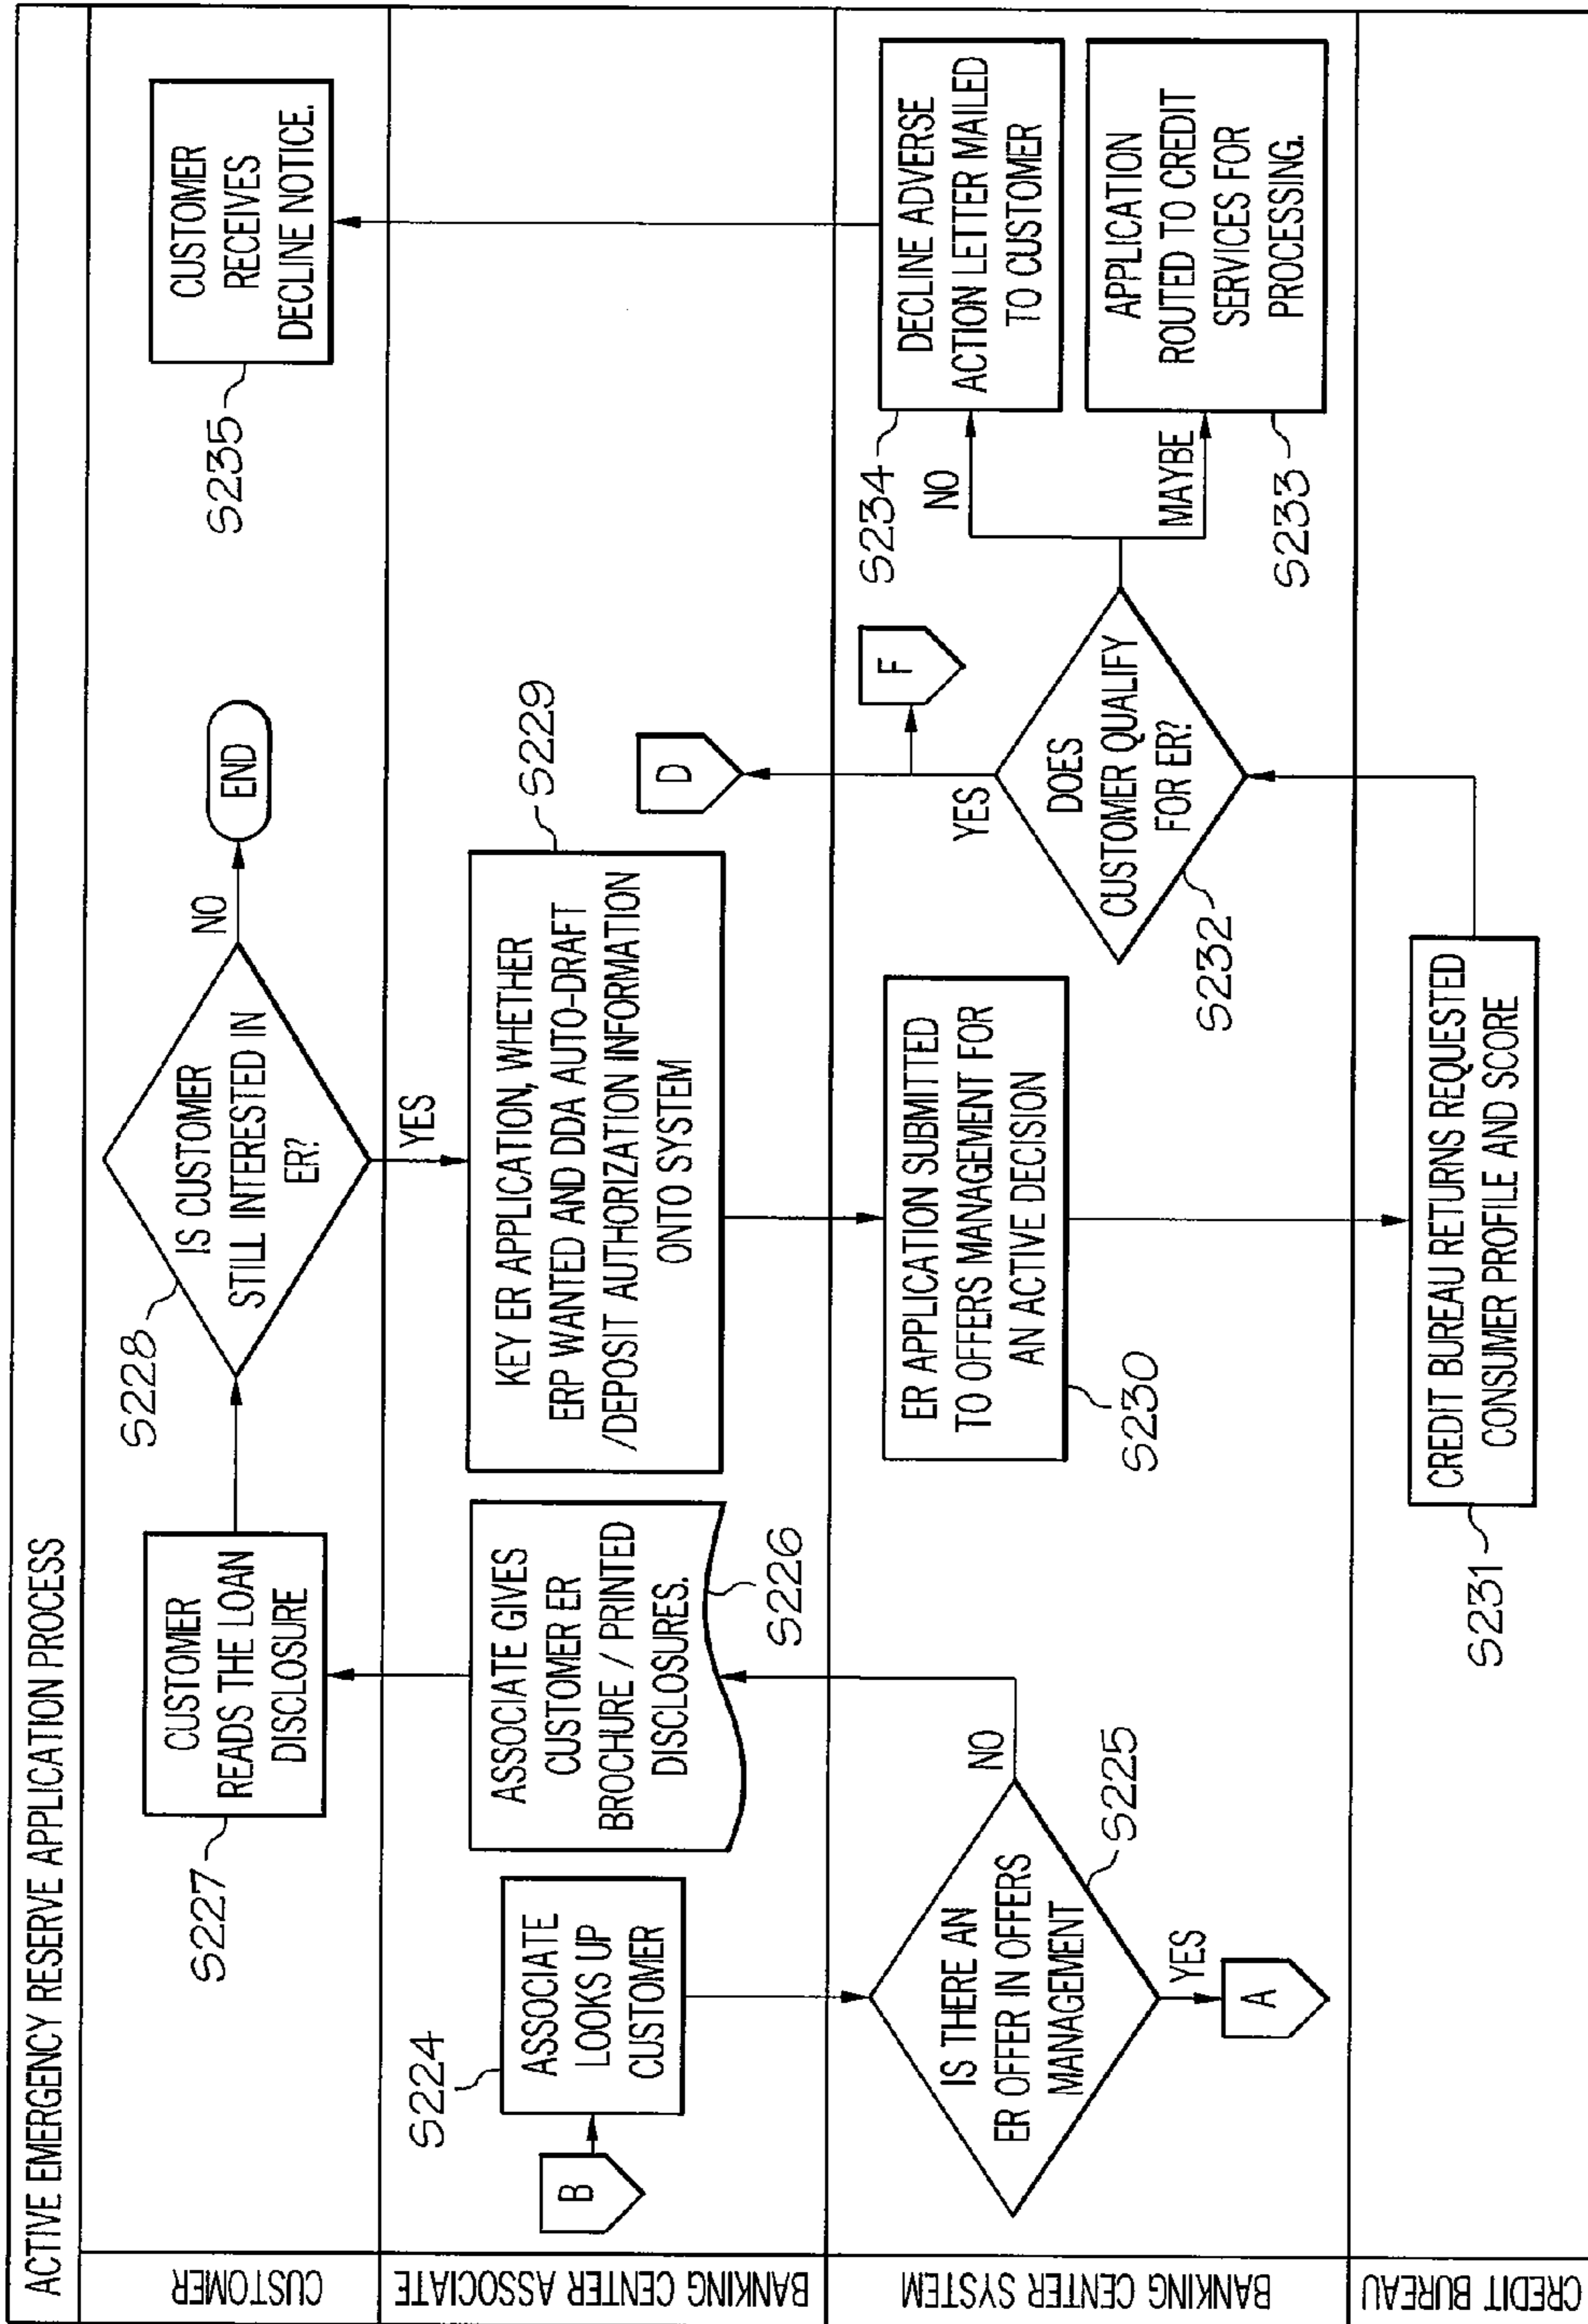 ACTIVE EMERGENCY RESERVE APPLICATION PROCESS
CUSTOMER
S227
CUSTOMER
READS THE LOAN
DISCLOSURE
S228
IS CUSTOMER
STILL INTERESTED IN
ER?
NO
END
YES
S235
CUSTOMER
RECEIVES
DECLINE NOTICE.
BANKING CENTER ASSOCIATE
B
S224
ASSOCIATE
LOOKS UP
CUSTOMER
ASSOCIATE GIVES
CUSTOMER ER
BROCHURE / PRINTED
DISCLOSURES.
S226
KEY ER APPLICATION, WHETHER
ERP WANTED AND DDA AUTO-DRAFT
/DEPOSIT AUTHORIZATION INFORMATION
ONTO SYSTEM
S229
D
BANKING CENTER SYSTEM
IS THERE AN
ER OFFER IN OFFERS
MANAGEMENT
S225
NO
YES
A
ER APPLICATION SUBMITTED
TO OFFERS MANAGEMENT FOR
AN ACTIVE DECISION
S230
YES
F
DOES
CUSTOMER QUALIFY
FOR ER?
S232
NO
S234
DECLINE ADVERSE
ACTION LETTER MAILED
TO CUSTOMER
MAYBE
S233
APPLICATION
ROUTED TO CREDIT
SERVICES FOR
PROCESSING.
CREDIT BUREAU
S231
CREDIT BUREAU RETURNS REQUESTED
CONSUMER PROFILE AND SCORE